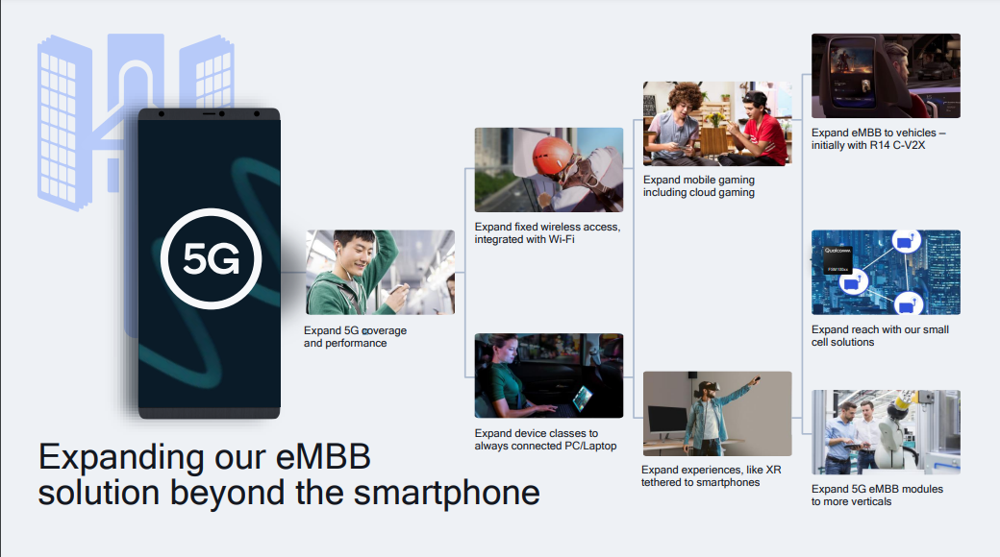 5G
Expand 5G coverage
and performance
Expand fixed wireless access,
integrated with Wi-Fi
Expand device classes to
always connected PC/Laptop
Expand mobile gaming
including cloud gaming
Expand experiences, like XR
tethered to smartphones
Expand eMBB to vehicles –
initially with R14 C-V2X
Qualcomm
FSM100xx
Expand reach with our small
cell solutions
Expand 5G eMBB modules
to more verticals
Expanding our eMBB
solution beyond the smartphone